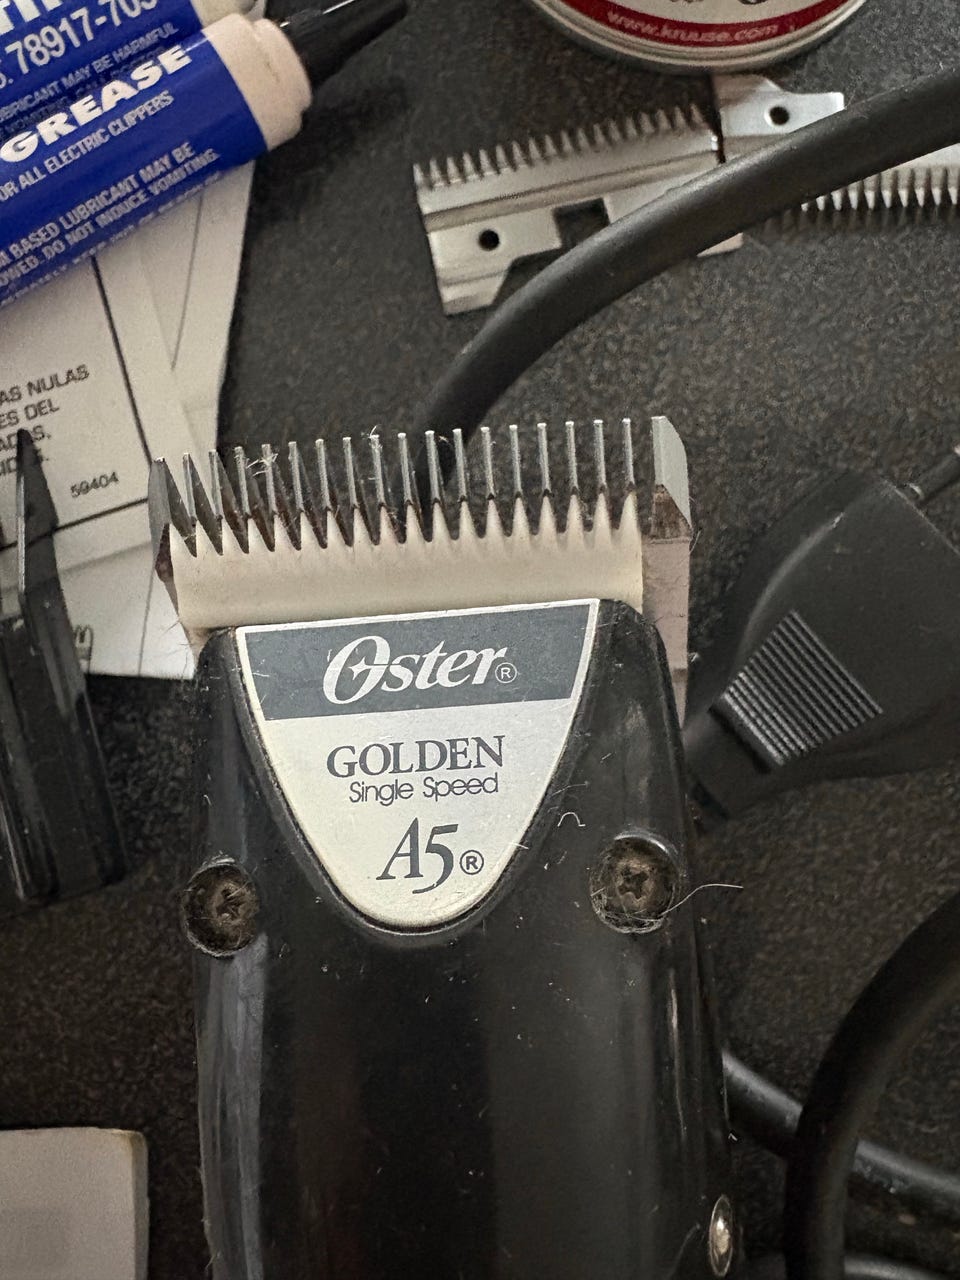 78917-
LUBRICANT MAY BE HARMFUL
GREASE
FOR ALL ELECTRIC CLIPPERS
BASED LUBRICANT MAY BE
DO NOT INDUCE VOMITING.
www.kruuse.com
AS NULAS
ES DEL
59404
Oster®
GOLDEN
Single Speed
A5®